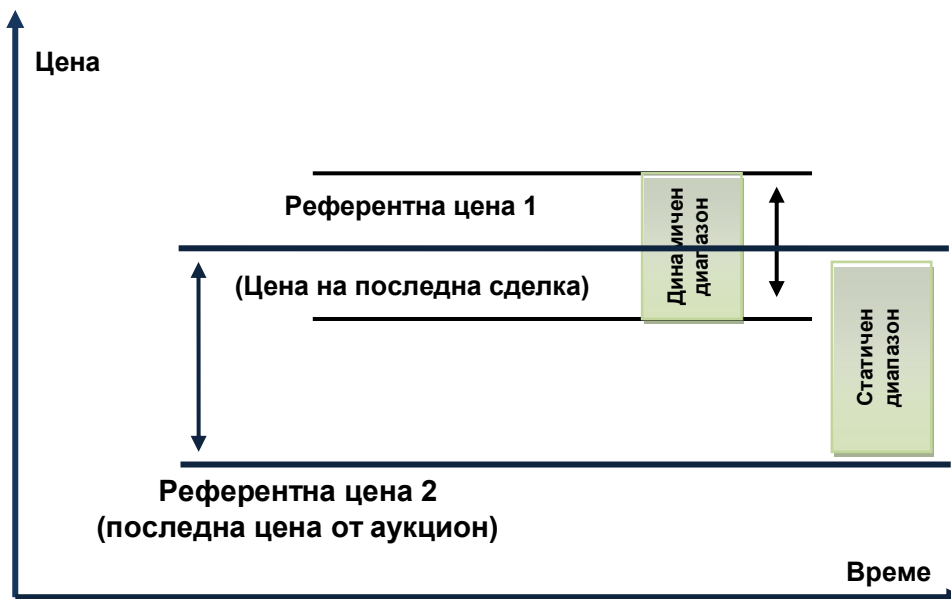 Цена
Референтна цена 1
(Цена на последна сделка)
Динамичен
диапазон
Статичен
диапазон
Референтна цена 2
(последна цена от аукцион)
Време